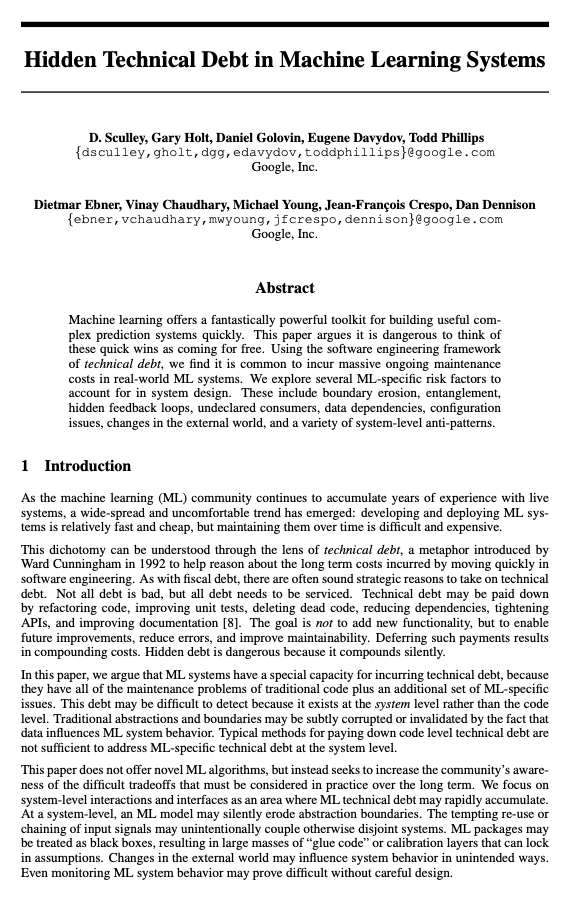 Hidden Technical Debt in Machine Learning Systems
D. Sculley, Gary Holt, Daniel Golovin, Eugene Davydov, Todd Phillips
{dsculley,gholt,dgg,edavydov,toddphillips}@google.com
Google, Inc.
Dietmar Ebner, Vinay Chaudhary, Michael Young, Jean-François Crespo, Dan Dennison
{ebner,vchaudhary,mwyoung,jfcrespo,dennison}@google.com
Google, Inc.
Abstract
Machine learning offers a fantastically powerful toolkit for building useful com-
plex prediction systems quickly. This paper argues it is dangerous to think of
these quick wins as coming for free. Using the software engineering framework
of technical debt, we find it is common to incur massive ongoing maintenance
costs in real-world ML systems. We explore several ML-specific risk factors to
account for in system design. These include boundary erosion, entanglement,
hidden feedback loops, undeclared consumers, data dependencies, configuration
issues, changes in the external world, and a variety of system-level anti-patterns.
1 Introduction
As the machine learning (ML) community continues to accumulate years of experience with live
systems, a wide-spread and uncomfortable trend has emerged: developing and deploying ML sys-
tems is relatively fast and cheap, but maintaining them over time is difficult and expensive.
This dichotomy can be understood through the lens of technical debt, a metaphor introduced by
Ward Cunningham in 1992 to help reason about the long term costs incurred by moving quickly in
software engineering. As with fiscal debt, there are often sound strategic reasons to take on technical
debt. Not all debt is bad, but all debt needs to be serviced. Technical debt may be paid down
by refactoring code, improving unit tests, deleting dead code, reducing dependencies, tightening
APIs, and improving documentation [8]. The goal is not to add new functionality, but to enable
future improvements, reduce errors, and improve maintainability. Deferring such payments results
in compounding costs. Hidden debt is dangerous because it compounds silently.
In this paper, we argue that ML systems have a special capacity for incurring technical debt, because
they have all of the maintenance problems of traditional code plus an additional set of ML-specific
issues. This debt may be difficult to detect because it exists at the system level rather than the code
level. Traditional abstractions and boundaries may be subtly corrupted or invalidated by the fact that
data influences ML system behavior. Typical methods for paying down code level technical debt are
not sufficient to address ML-specific technical debt at the system level.
This paper does not offer novel ML algorithms, but instead seeks to increase the community's aware-
ness of the difficult tradeoffs that must be considered in practice over the long term. We focus on
system-level interactions and interfaces as an area where ML technical debt may rapidly accumulate.
At a system-level, an ML model may silently erode abstraction boundaries. The tempting re-use or
chaining of input signals may unintentionally couple otherwise disjoint systems. ML packages may
be treated as black boxes, resulting in large masses of “glue code” or calibration layers that can lock
in assumptions. Changes in the external world may influence system behavior in unintended ways.
Even monitoring ML system behavior may prove difficult without careful design.